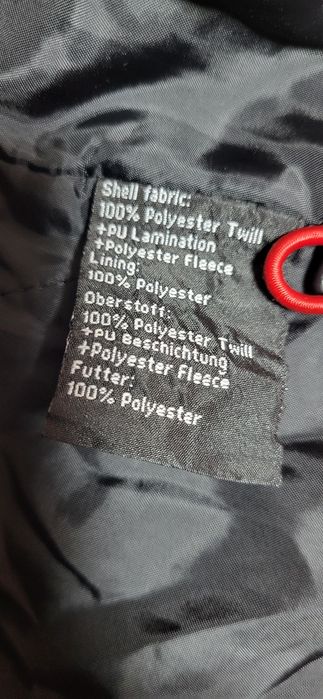 Shell fabric:
100% Polyester Twill
+PU Lamination
+Polyester Fleece
Lining:
100% Polyester
Oberstoff:
100% Polyester Twill
+PU Beschichtung
+Polyester Fleece
Futter:
100% Polyester